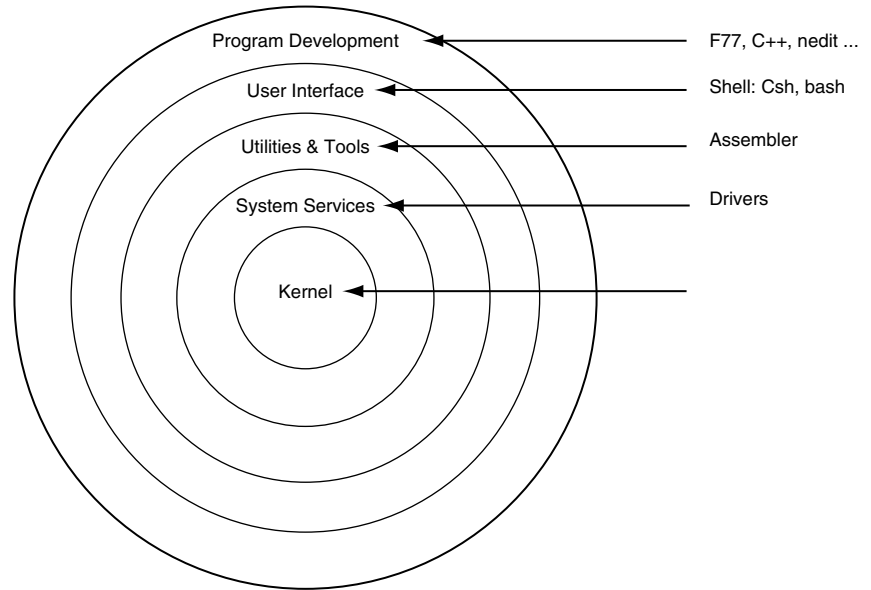 Program Development
F77, C++, nedit ...
User Interface
Shell: Csh, bash
Utilities & Tools
Assembler
System Services
Drivers
Kernel